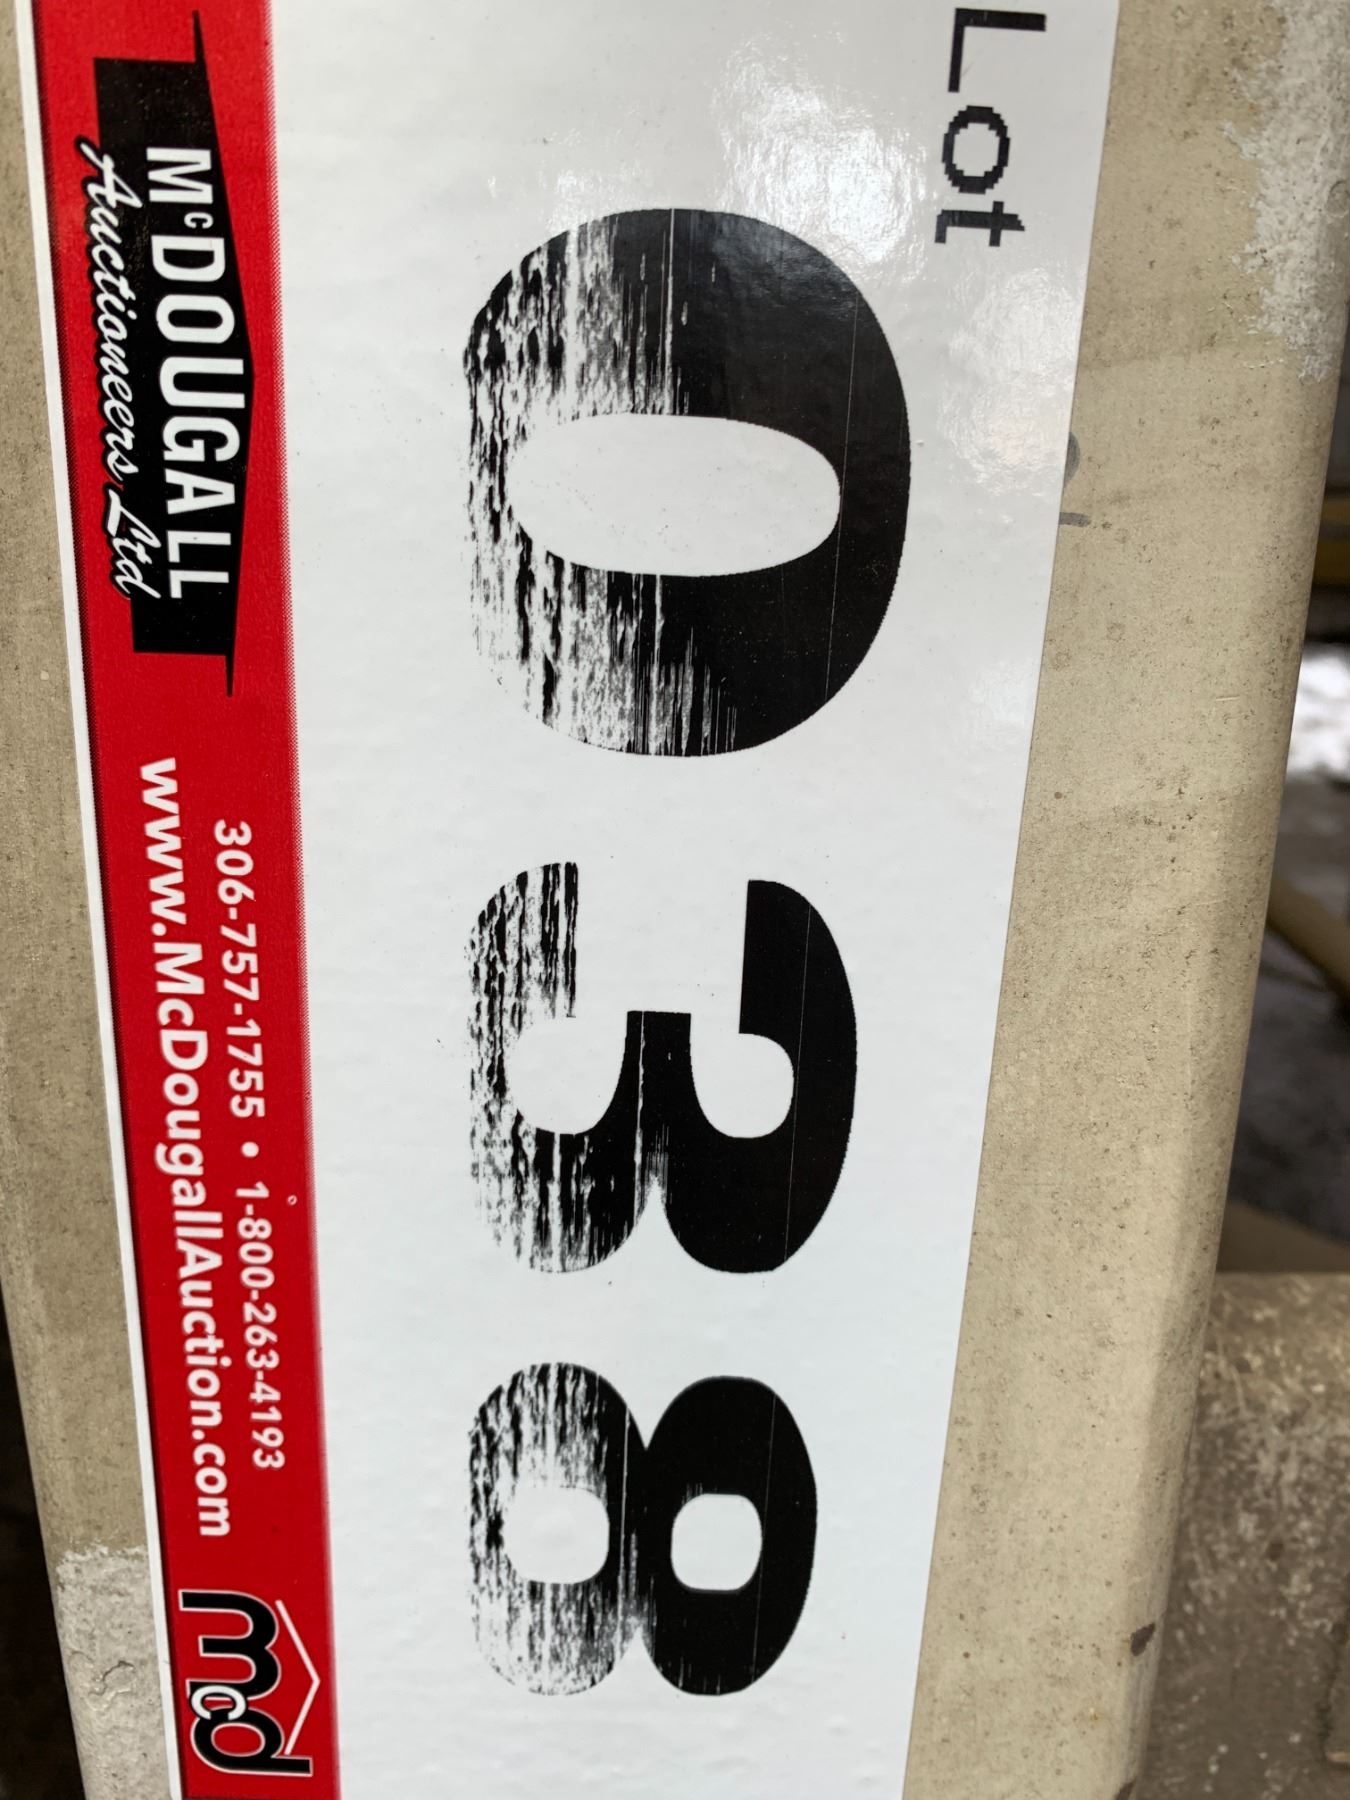 Lot
038
McDOUGALL
Auctioneers Ltd
306-757-1755 • 1-800-263-4193
www.McDougallAuction.com
mcd